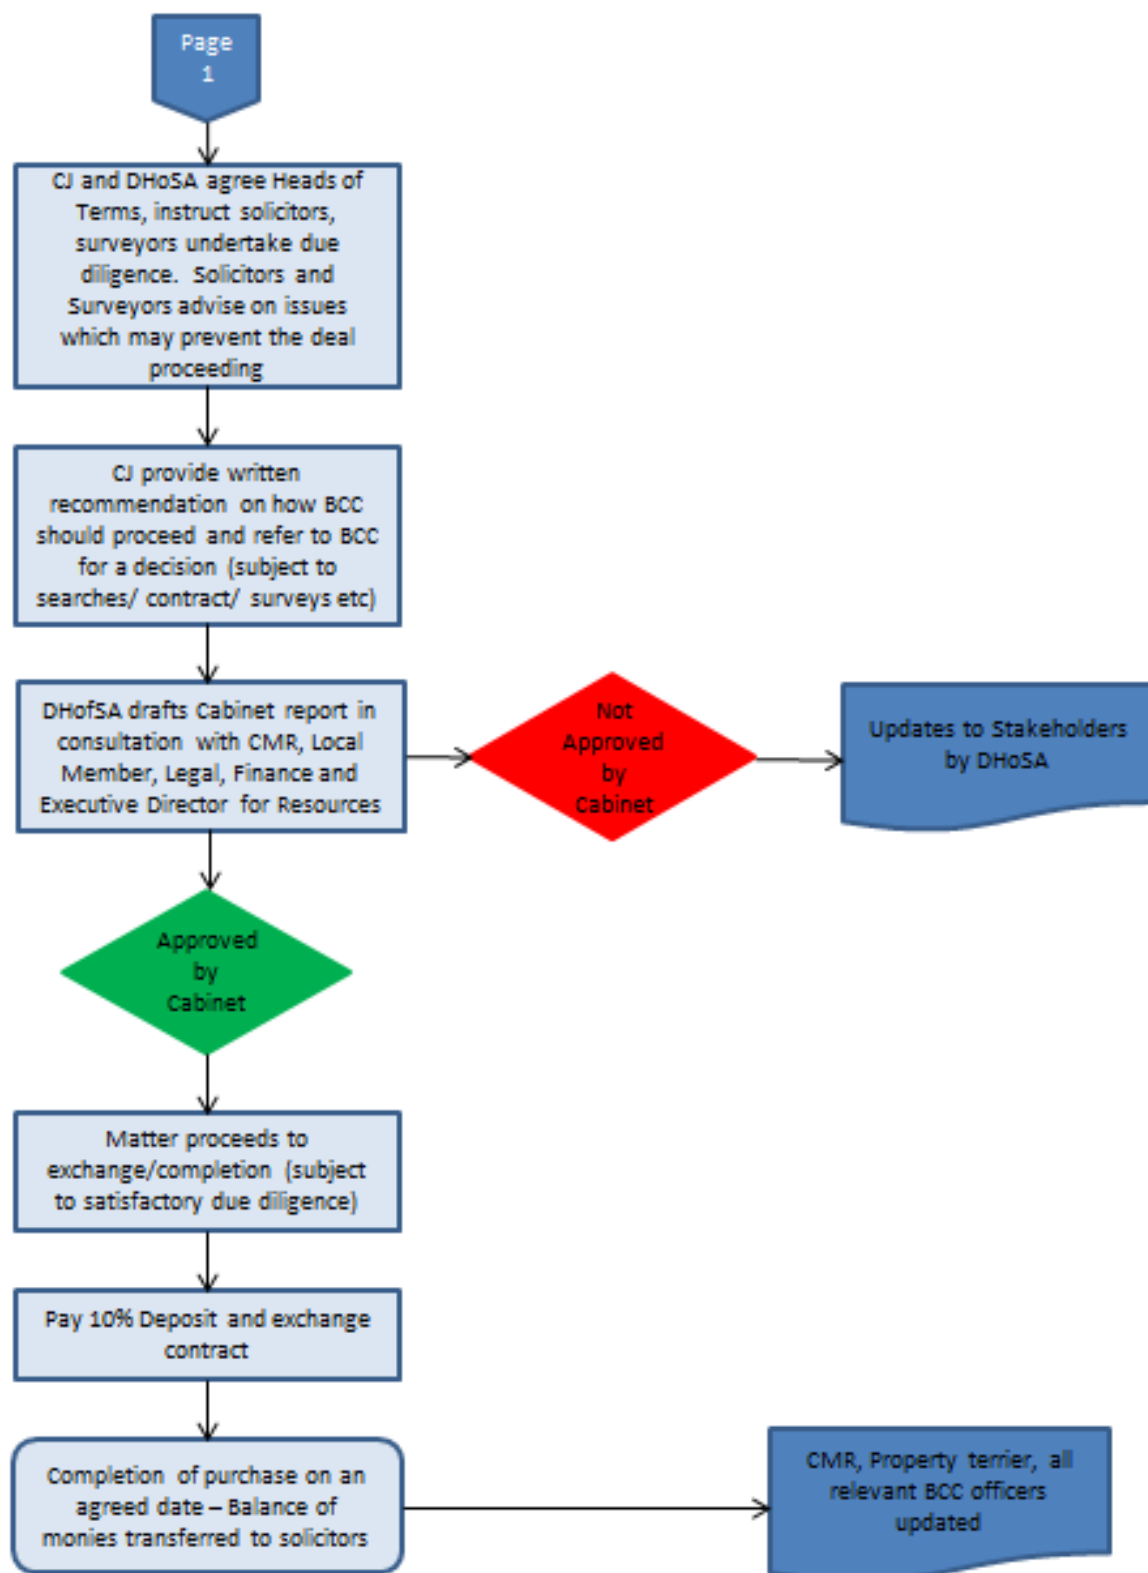 Page
1
CJ and DHoSA agree Heads of
Terms, instruct solicitors,
surveyors undertake due
diligence. Solicitors and
Surveyors advise on issues
which may prevent the deal
proceeding
CJ provide written
recommendation on how BCC
should proceed and refer to BCC
for a decision (subject to
searches/ contract/ surveys etc)
DHofSA drafts Cabinet report in
consultation with CMR, Local
Member, Legal, Finance and
Executive Director for Resources
Not
Approved
by
Cabinet
Updates to Stakeholders
by DHoSA
Approved
by
Cabinet
Matter proceeds to
exchange/completion (subject
to satisfactory due diligence)
Pay 10% Deposit and exchange
contract
Completion of purchase on an
agreed date – Balance of
monies transferred to solicitors
CMR, Property terrier, all
relevant BCC officers
updated